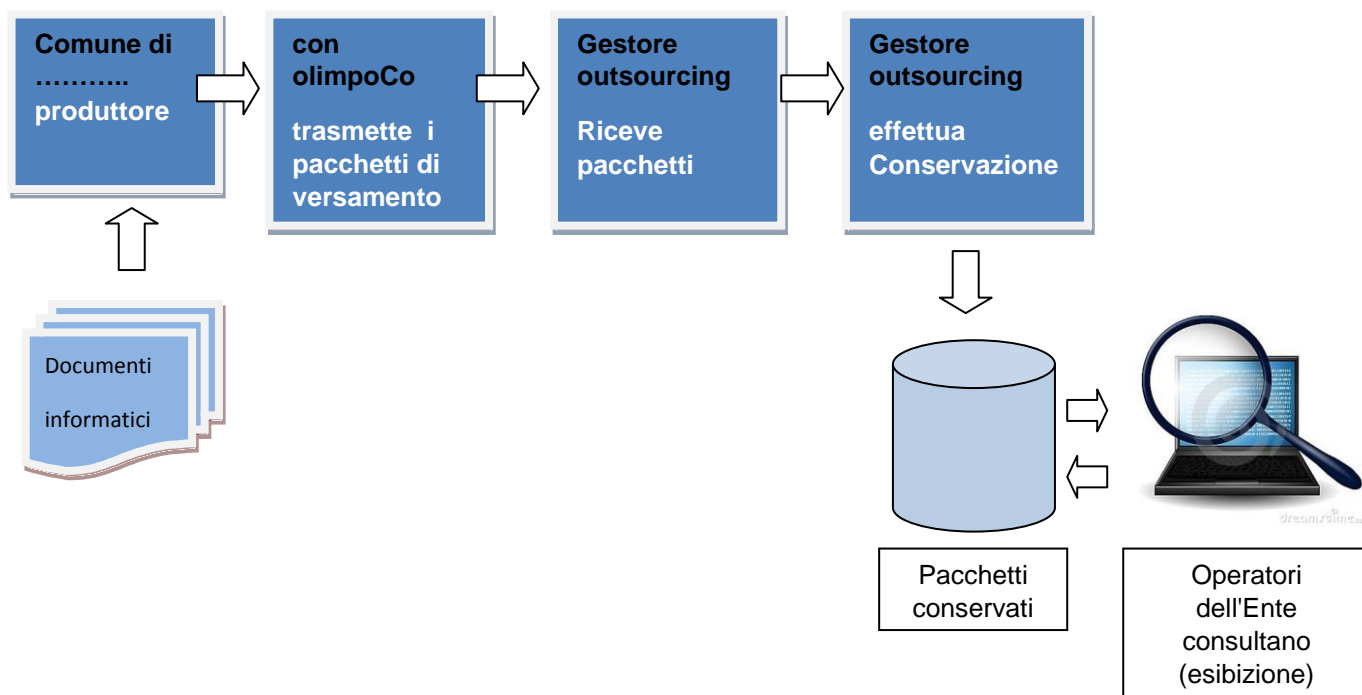 Comune di
………..
produttore
con
olimpoCo
trasmette i
pacchetti di
versamento
Gestore
outsourcing
Riceve
pacchetti
Gestore
outsourcing
effettua
Conservazione
Documenti
informatici
Pacchetti
conservati
Operatori
dell'Ente
consultano
(esibizione)